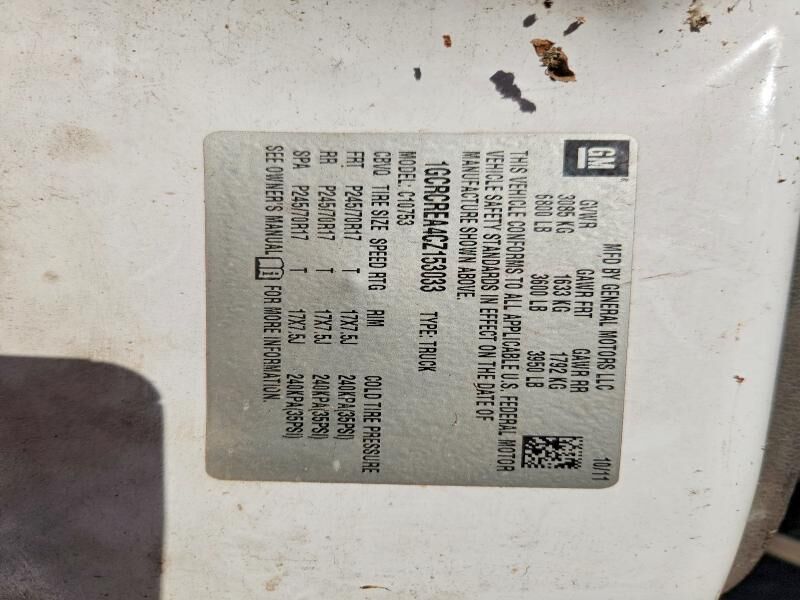 GM
MFD BY GENERAL MOTORS LLC 10/11
GVWR GAWR FRT GAWR RR
3085 KG 1633 KG 1792 KG
6800 LB 3600 LB 3950 LB
THIS VEHICLE CONFORMS TO ALL APPLICABLE U.S. FEDERAL MOTOR
VEHICLE SAFETY STANDARDS IN EFFECT ON THE DATE OF
MANUFACTURE SHOWN ABOVE.
1GCRCREA4CZ153033 TYPE: TRUCK
MODEL: C10753
CBVQ TIRE SIZE SPEED RTG RIM COLD TIRE PRESSURE
FRT P245/70R17 T 17X7.5J 240KPA(35PSI)
RR P245/70R17 T 17X7.5J 240KPA(35PSI)
SPA P245/70R17 T 17X7.5J 240KPA(35PSI)
SEE OWNER'S MANUAL FOR MORE INFORMATION.